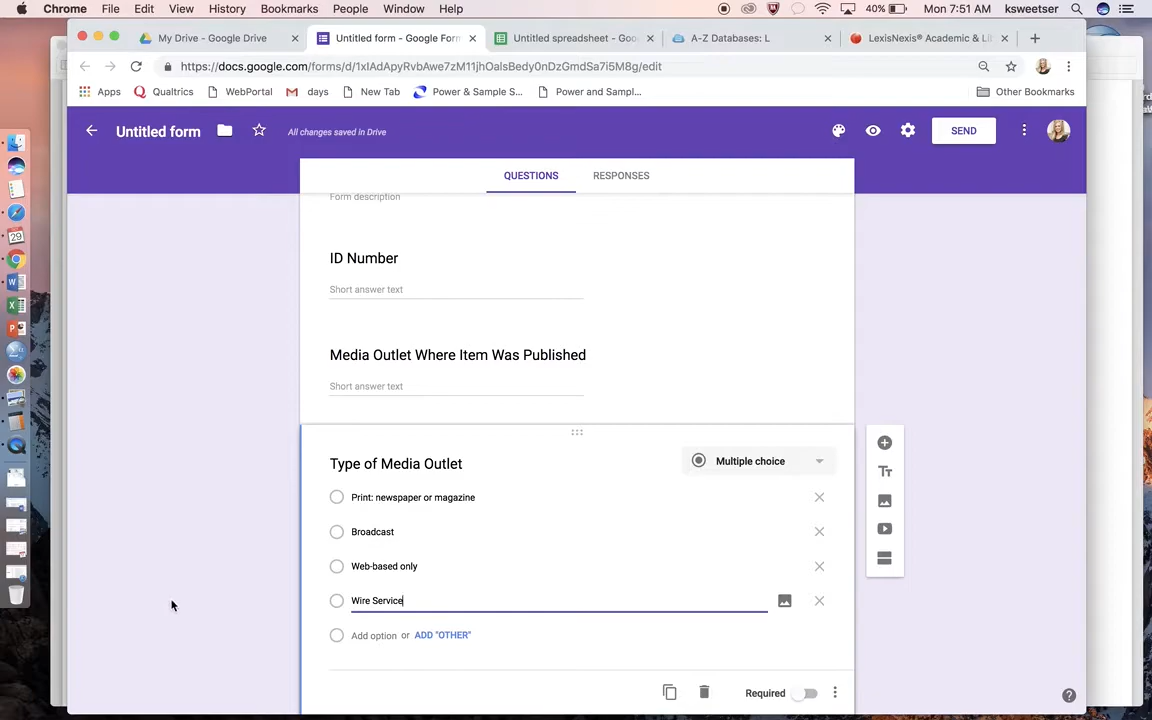 Chrome File Edit View History Bookmarks People Window Help 40% Mon 7:51 AM ksweetser
My Drive - Google Drive Untitled form - Google Form Untitled spreadsheet - Goo A-Z Databases: L LexisNexis® Academic & Li
https://docs.google.com/forms/d/1xIAdApyRvbAwe7zM11jhOalsBedy0nDzGmdSa7i5M8g/edit
Apps Qualtrics WebPortal days New Tab Power & Sample S... Power and Sampl... Other Bookmarks
Untitled form All changes saved in Drive SEND
QUESTIONS RESPONSES
Form description
ID Number
Short answer text
Media Outlet Where Item Was Published
Short answer text
Type of Media Outlet Multiple choice
Print: newspaper or magazine
Broadcast
Web-based only
Wire Service
Add option or ADD "OTHER"
Required